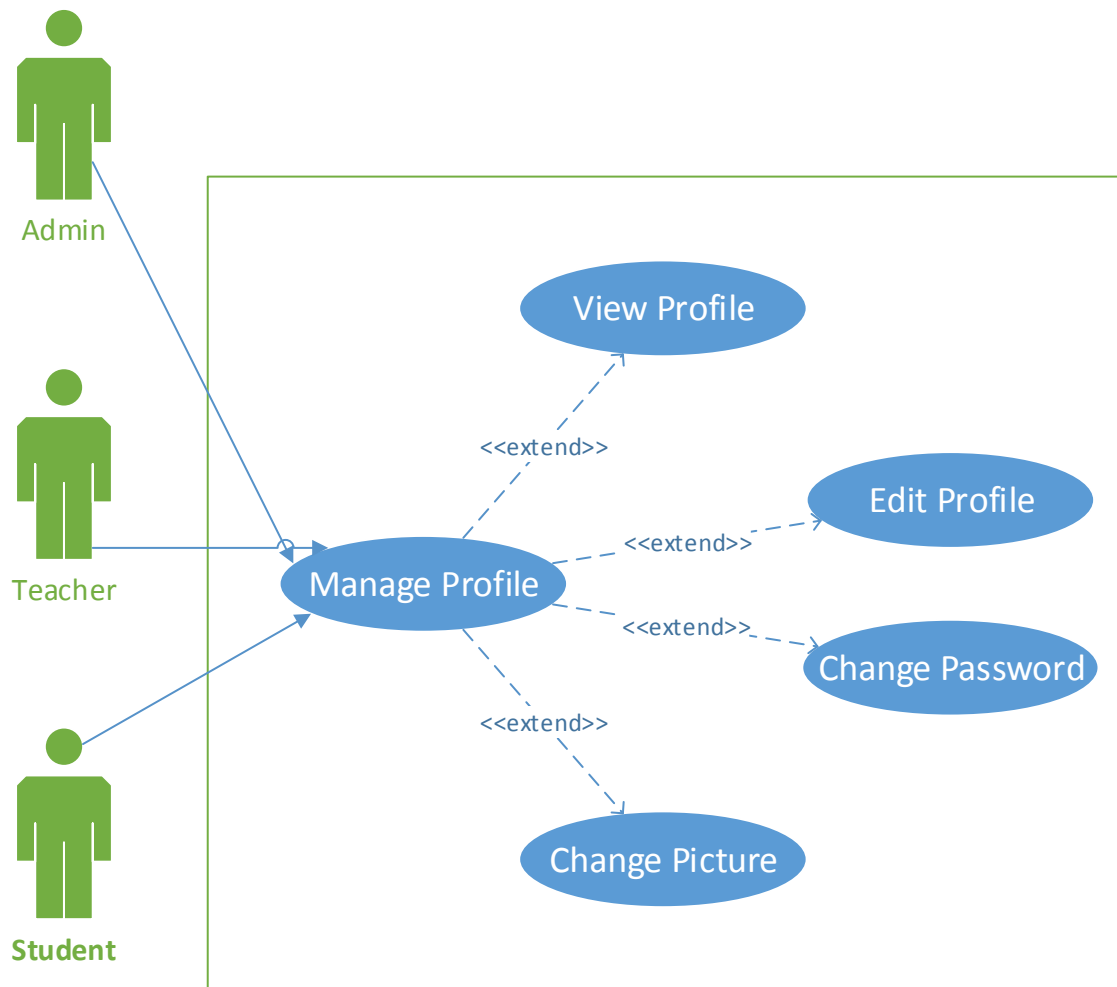 Admin
View Profile
<<extend>>
Edit Profile
<<extend>>
Teacher
Manage Profile
<<extend>>
Change Password
<<extend>>
Change Picture
Student